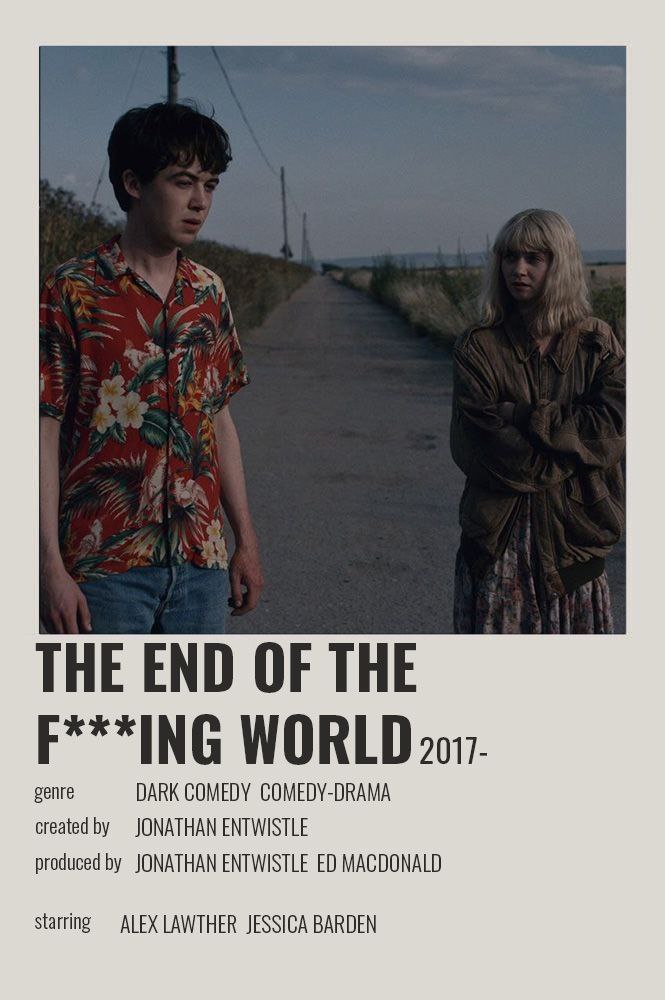 THE END OF THE
F***ING WORLD 2017-
genre DARK COMEDY COMEDY-DRAMA
created by JONATHAN ENTWISTLE
produced by JONATHAN ENTWISTLE ED MACDONALD
starring ALEX LAWTHER JESSICA BARDEN